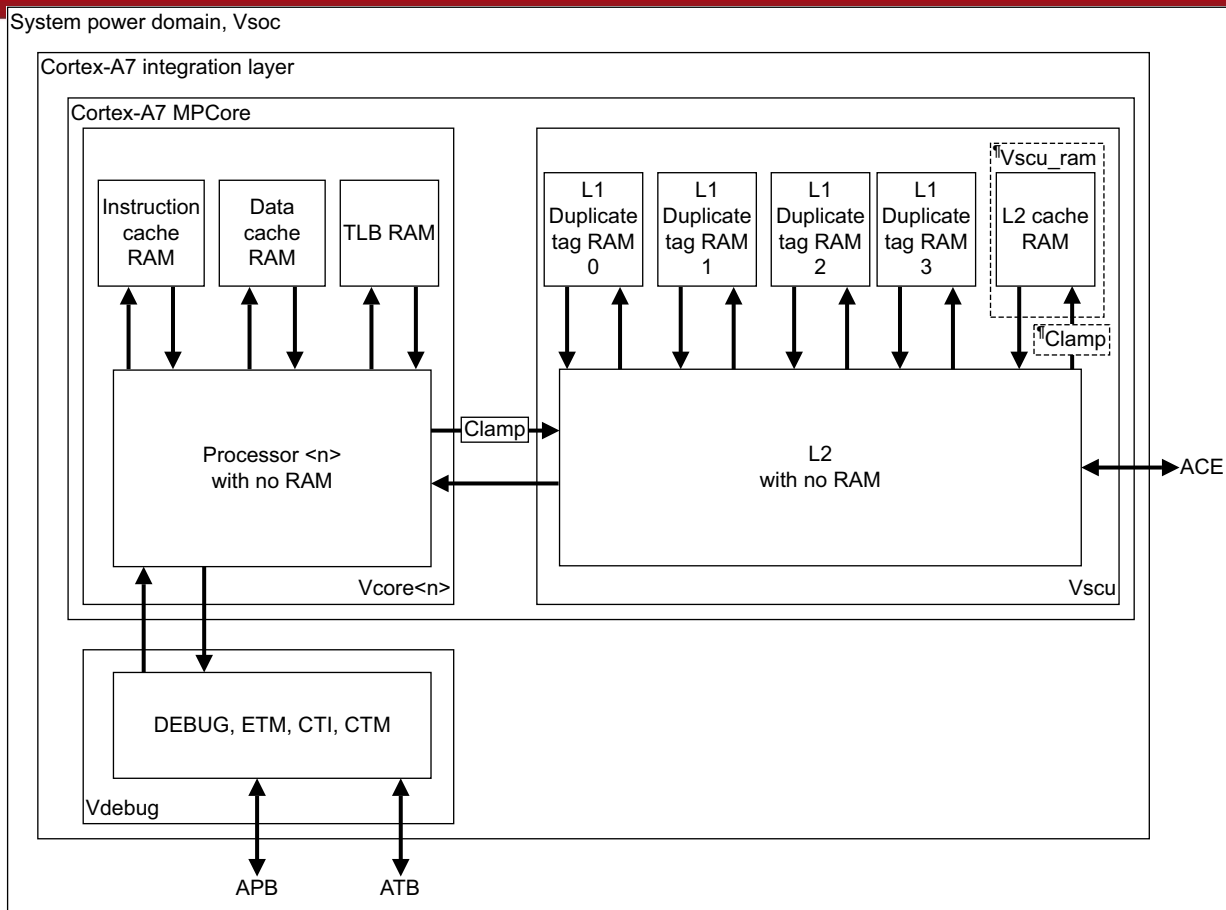 System power domain, Vsoc
Cortex-A7 integration layer
Cortex-A7 MPCore
Instruction
cache
RAM
Data
cache
RAM
TLB RAM
L1
Duplicate
tag RAM
0
L1
Duplicate
tag RAM
1
L1
Duplicate
tag RAM
2
L1
Duplicate
tag RAM
3
¶Vscu_ram
L2 cache
RAM
¶Clamp
Processor <n>
with no RAM
Clamp
L2
with no RAM
ACE
Vcore<n>
Vscu
DEBUG, ETM, CTI, CTM
Vdebug
APB
ATB